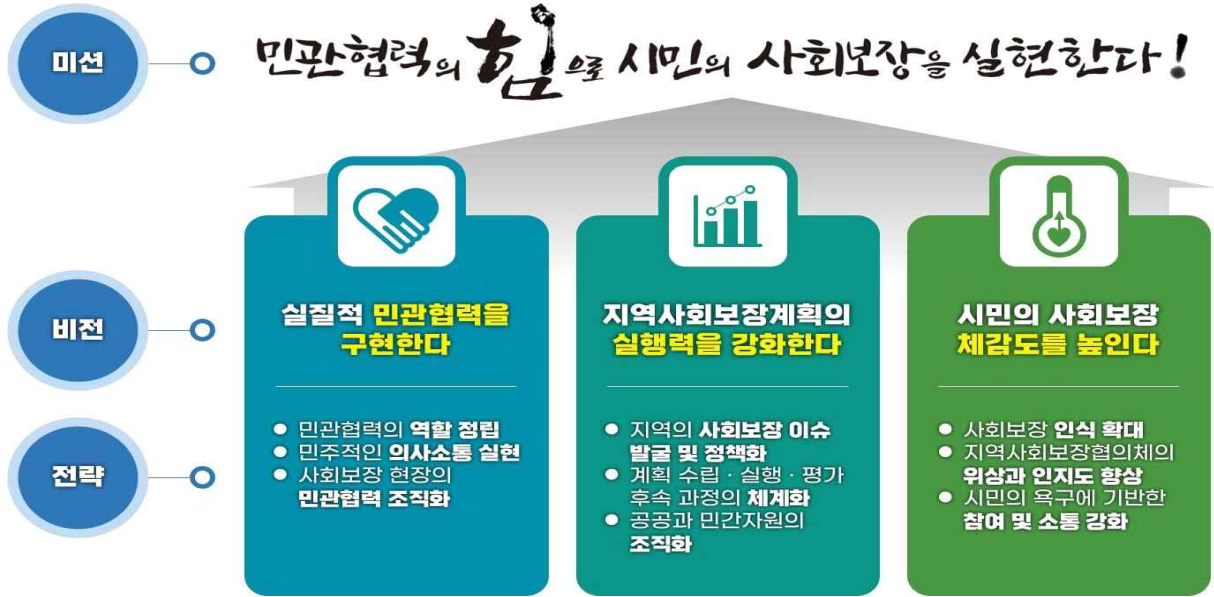 미션
민관협력의 힘으로 시민의 사회보장을 실현한다!
비전
실질적 민관협력을
구현한다
지역사회보장계획의
실행력을 강화한다
시민의 사회보장
체감도를 높인다
전략
● 민관협력의 역할 정립
● 민주적인 의사소통 실현
● 사회보장 현장의
민관협력 조직화
● 지역의 사회보장 이슈
발굴 및 정책화
● 계획 수립 · 실행 · 평가
후속 과정의 체계화
● 공공과 민간자원의
조직화
● 사회보장 인식 확대
● 지역사회보장협의체의
위상과 인지도 향상
● 시민의 욕구에 기반한
참여 및 소통 강화